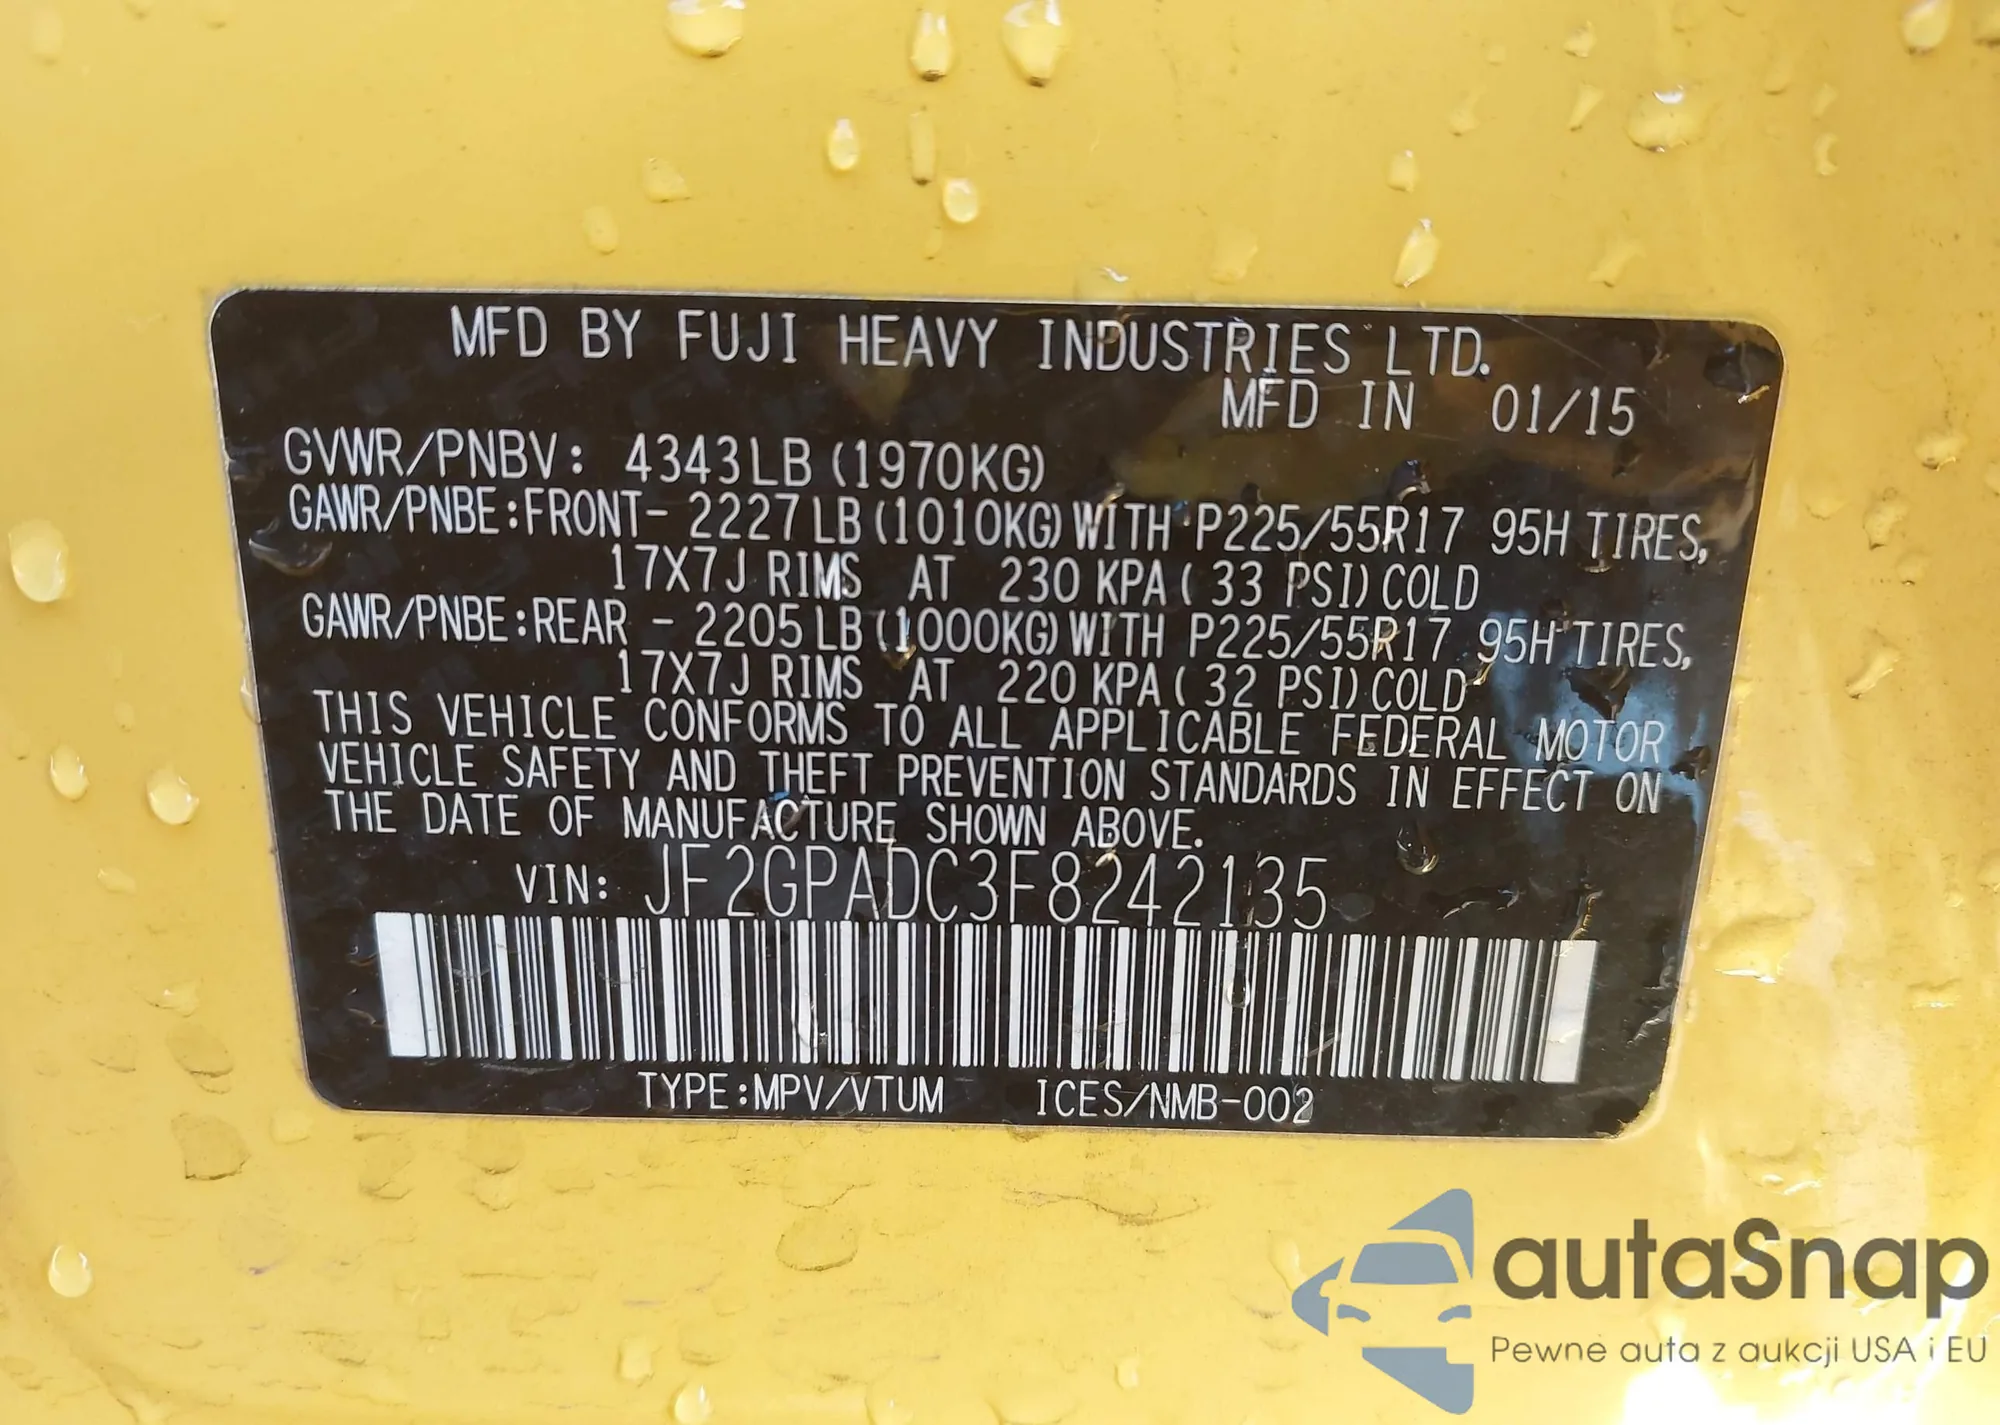 MFD BY FUJI HEAVY INDUSTRIES LTD.
MFD IN 01/15
GVWR/PNBV: 4343LB (1970KG)
GAWR/PNBE:FRONT- 2227LB (1010KG) WITH P225/55R17 95H TIRES,
17X7J RIMS AT 230 KPA ( 33 PSI) COLD
GAWR/PNBE:REAR - 2205LB (1000KG) WITH P225/55R17 95H TIRES,
17X7J RIMS AT 220 KPA ( 32 PSI) COLD
THIS VEHICLE CONFORMS TO ALL APPLICABLE FEDERAL MOTOR
VEHICLE SAFETY AND THEFT PREVENTION STANDARDS IN EFFECT ON
THE DATE OF MANUFACTURE SHOWN ABOVE.
VIN: JF2GPADC3F8242135
TYPE:MPV/VTUM ICES/NMB-002
autaSnap
Pewne auta z aukcji USA i EU